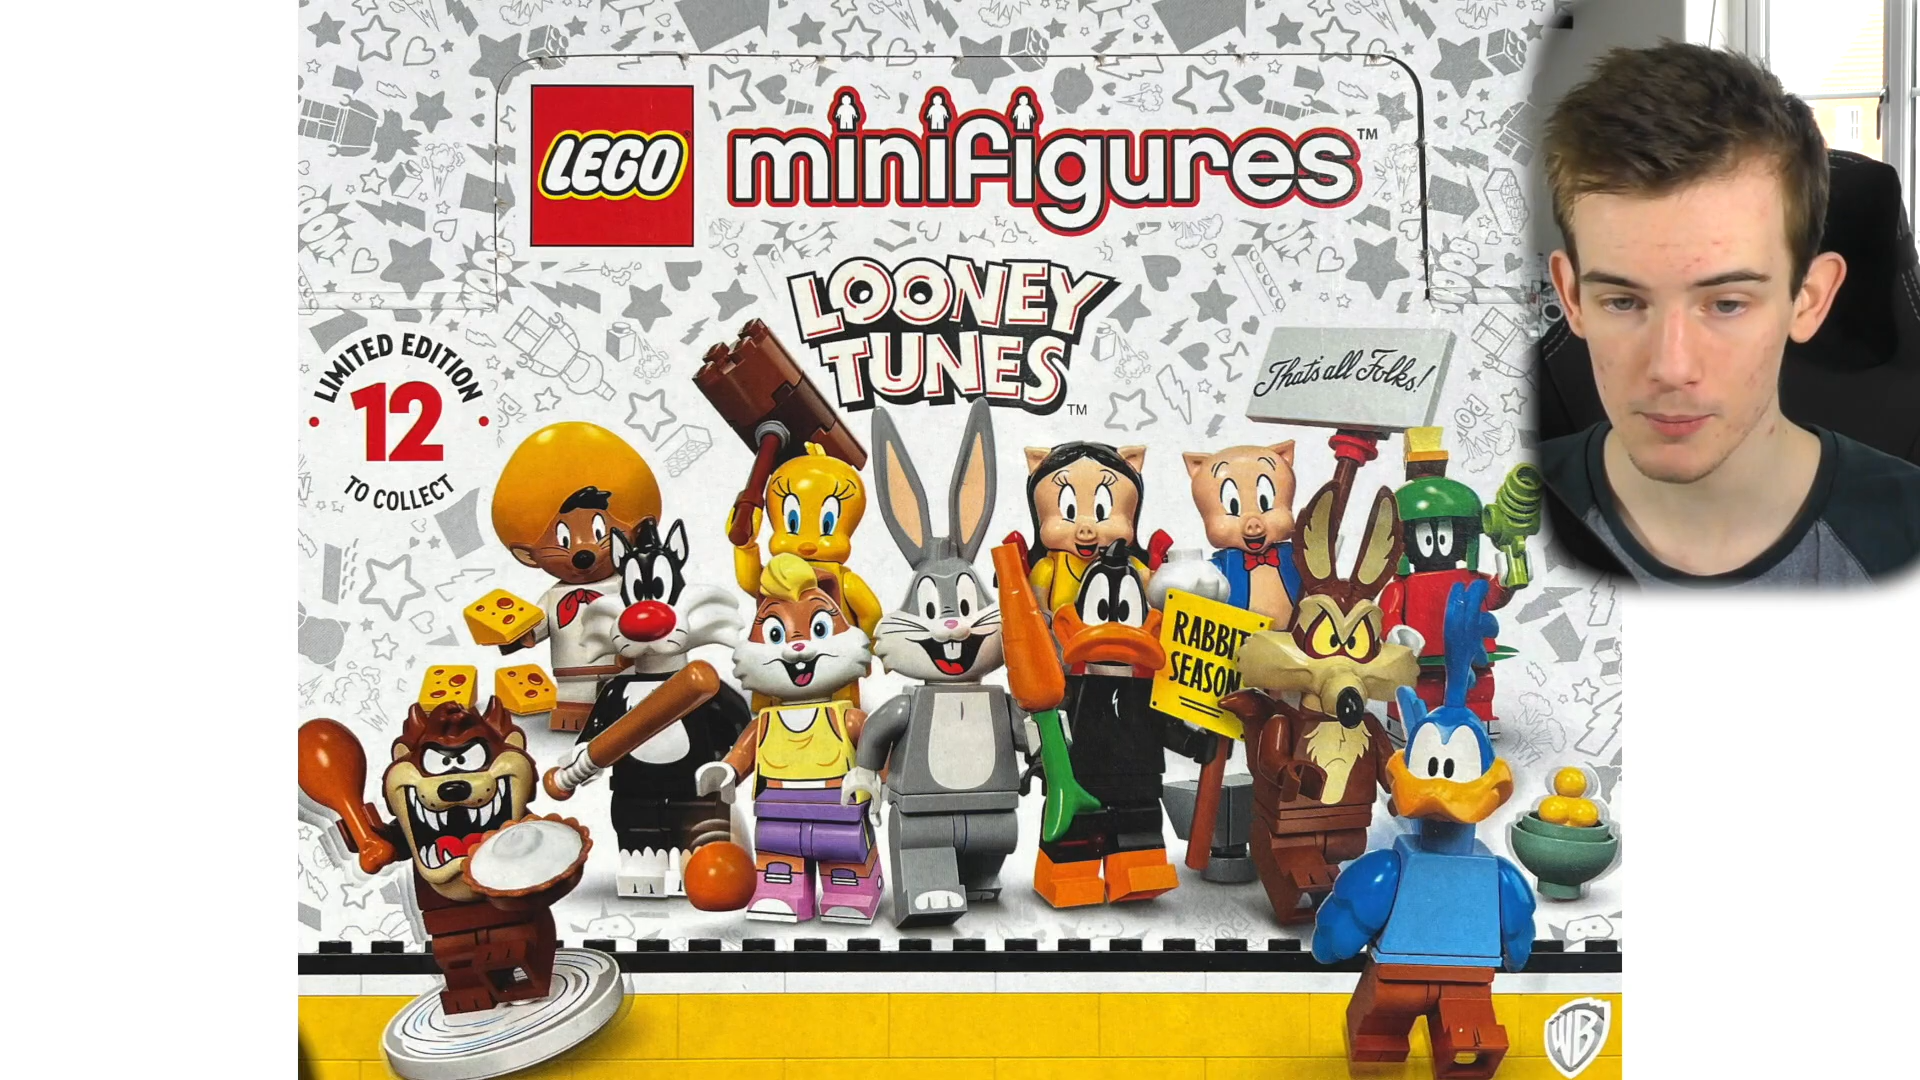 LEGO
minifigures™
LOONEY
TUNES™
LIMITED EDITION
12
TO COLLECT
That's all Folks!
RABBIT
SEASON
WB